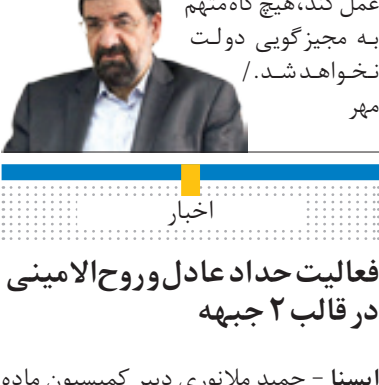 عمل کند، هیچ گاه متهم
به مجیزگویی دولت
نخواهد شد. /
مهر
اخبار
فعالیت حداد عادل و روح‌الامینی
در قالب ۲ جبهه
ایسنا - حمید ملانوری دبیر کمیسیون ماده